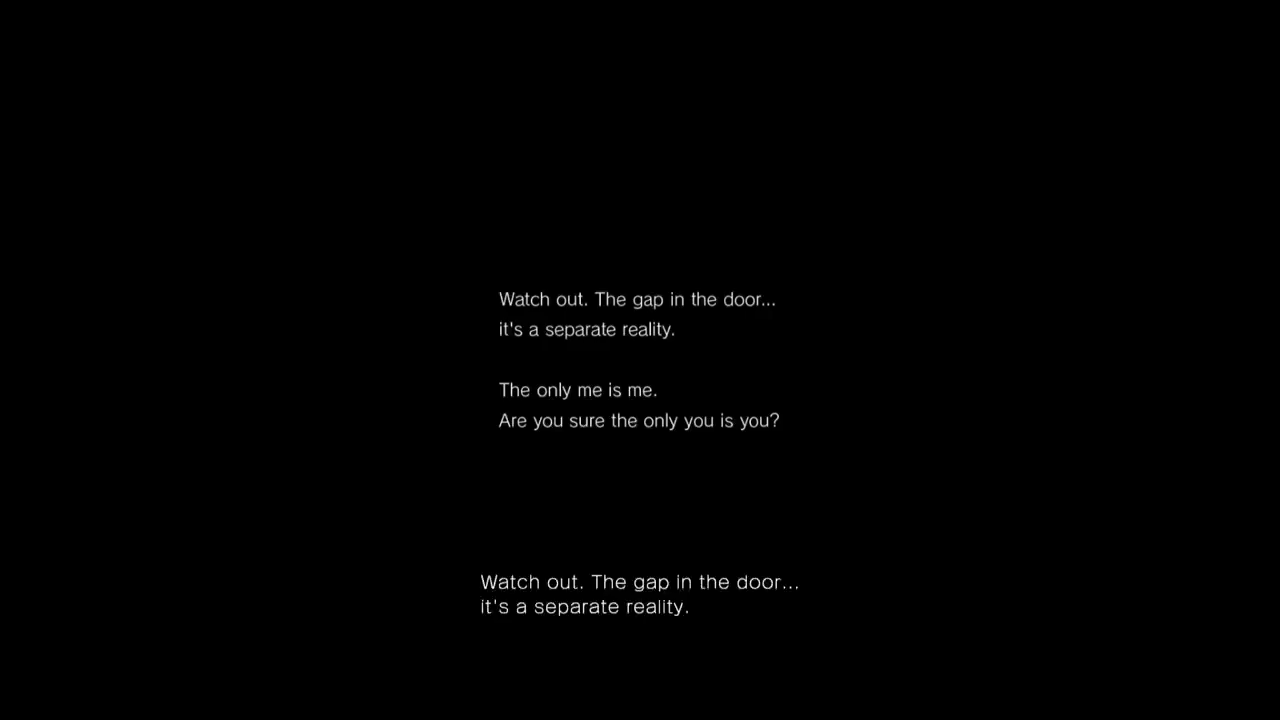 Watch out. The gap in the door...
it's a separate reality.
The only me is me.
Are you sure the only you is you?
Watch out. The gap in the door...
it's a separate reality.